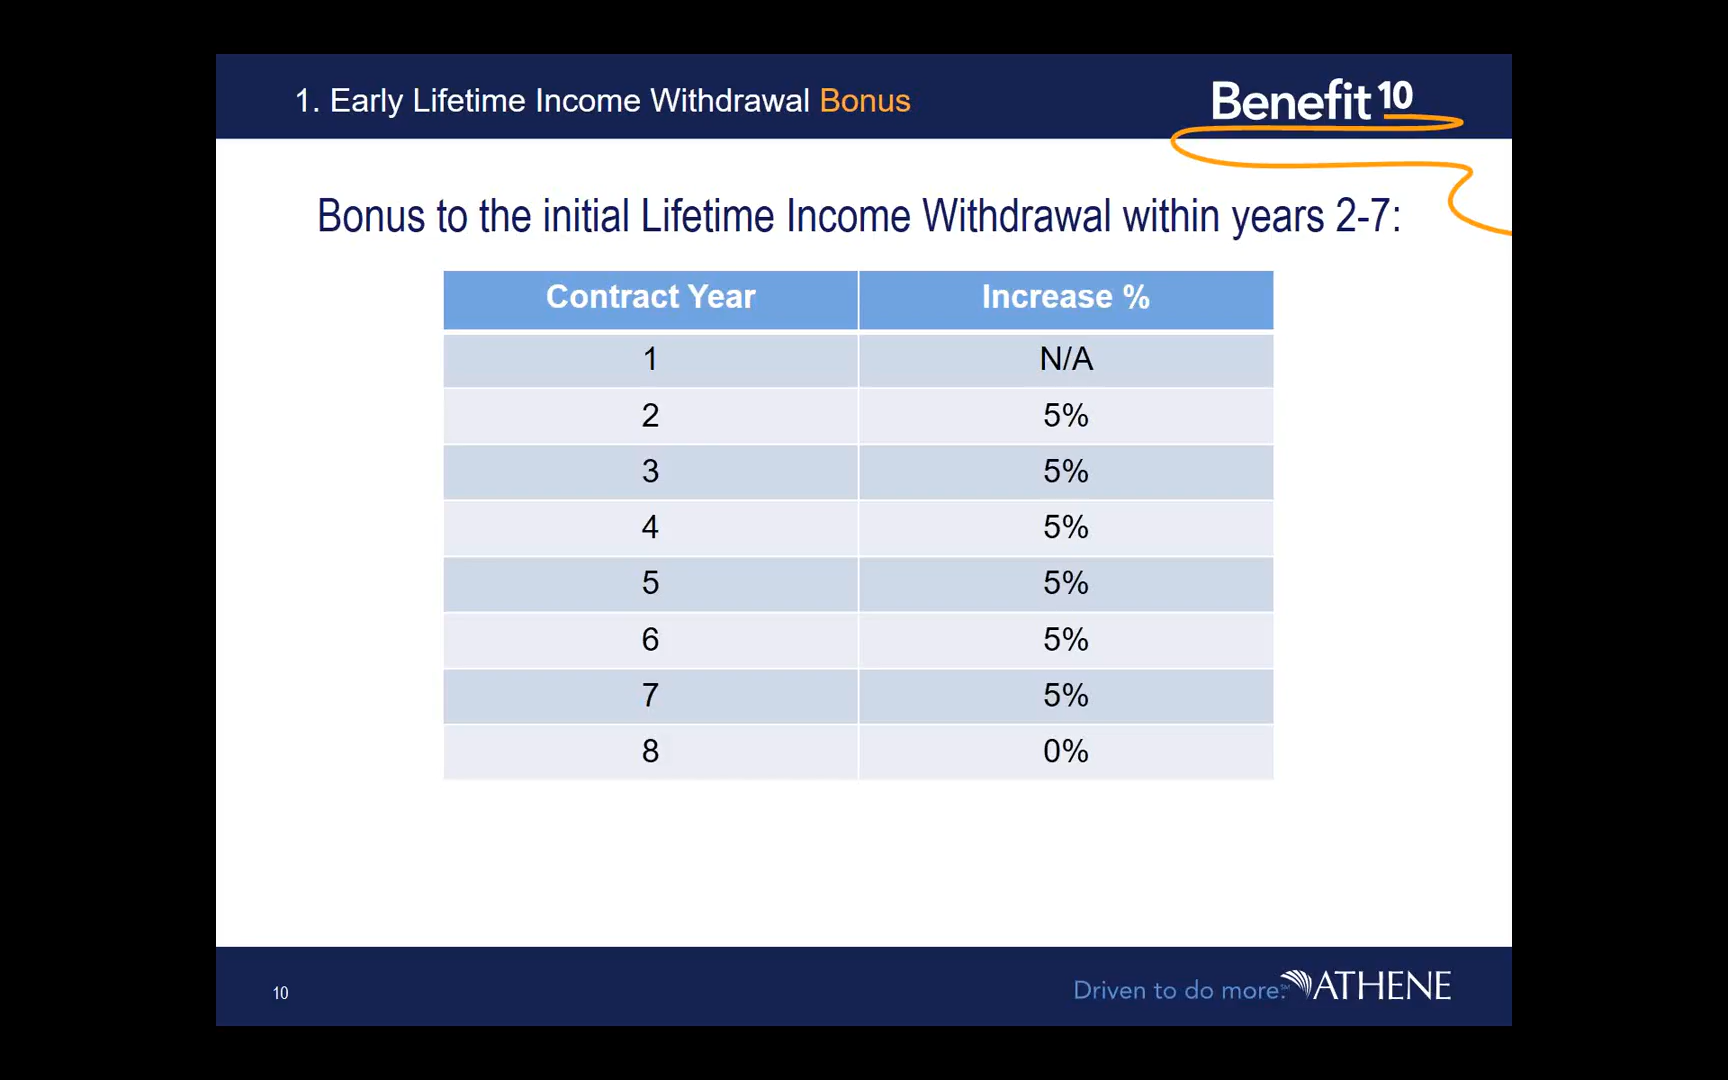 1. Early Lifetime Income Withdrawal Bonus
Benefit 10
Bonus to the initial Lifetime Income Withdrawal within years 2-7:
Contract Year Increase %
1 N/A
2 5%
3 5%
4 5%
5 5%
6 5%
7 5%
8 0%
10
Driven to do more.℠ ATHENE